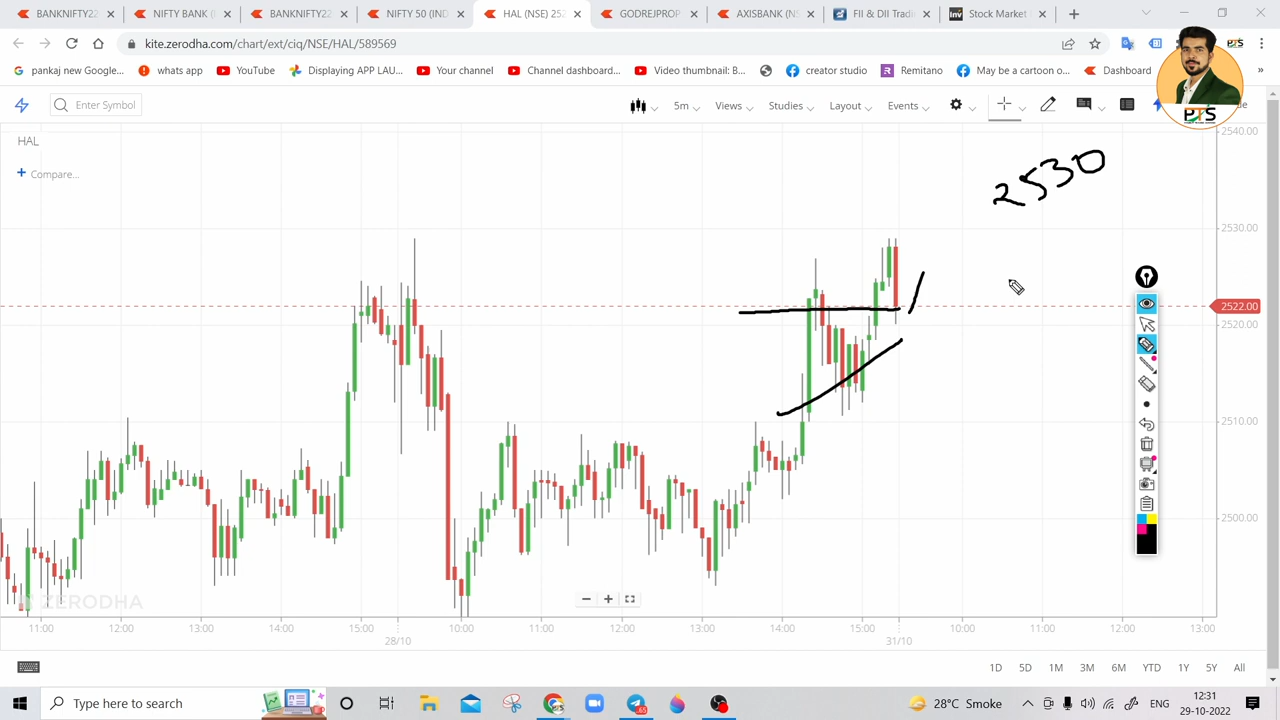 BANKNIFTY22
NIFTY BANK (
BANKNIFTY22
NIFTY 50 (IND
HAL (NSE) 252
GODREJPROP
AXISBANK (NS
FII & DII Tradi
Inv Stock Market
kite.zerodha.com/chart/ext/ciq/NSE/HAL/589569
pankaj new Google...
whats app
YouTube
Displaying APP LAU...
Your channel
Channel dashboard...
Video thumbnail: B...
creator studio
Remitano
May be a cartoon o...
Dashboard
PTS
Enter Symbol
5m
Views
Studies
Layout
Events
PTS
HAL
+ Compare...
2530
2540.00
2530.00
2522.00
2520.00
2510.00
2500.00
ZERODHA
11:00 12:00 13:00 14:00 15:00 10:00 11:00 12:00 13:00 14:00 15:00 10:00 11:00 12:00 13:00
28/10 31/10
1D 5D 1M 3M 6M YTD 1Y 5Y All
Type here to search
28°C Smoke
ENG
12:31
29-10-2022